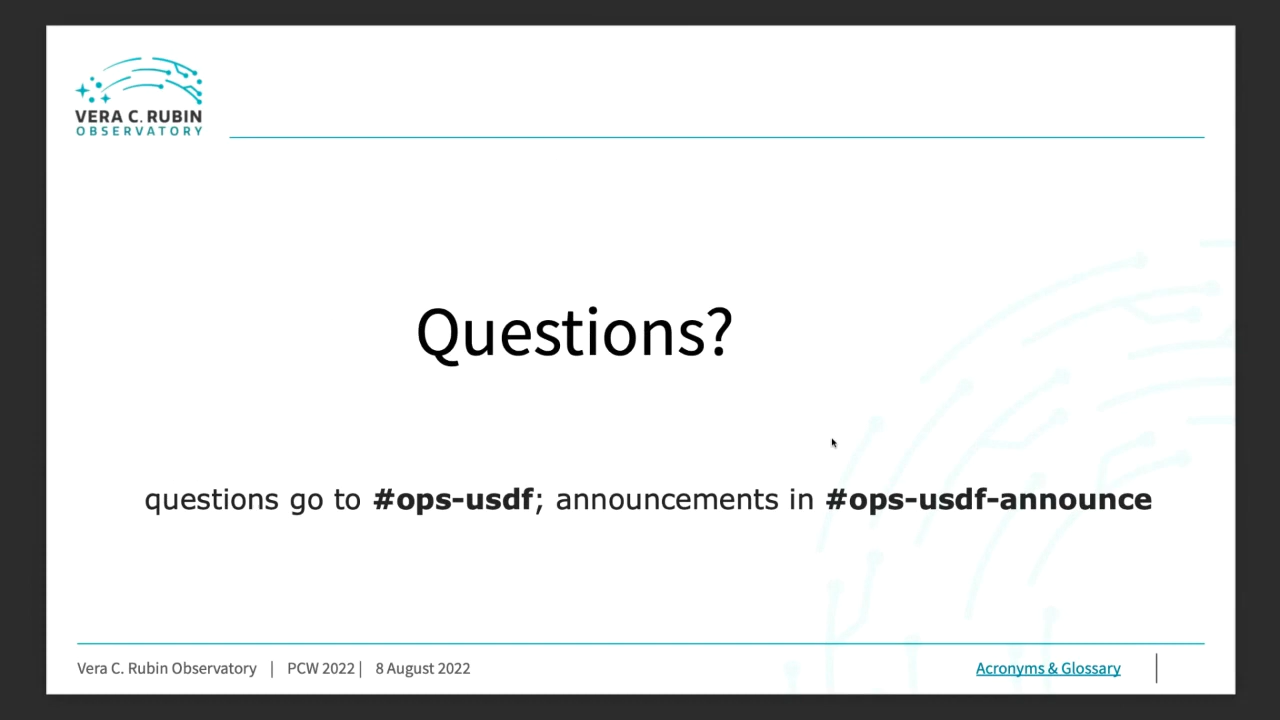 VERA C. RUBIN
OBSERVATORY
Questions?
questions go to #ops-usdf; announcements in #ops-usdf-announce
Vera C. Rubin Observatory | PCW 2022 | 8 August 2022 Acronyms & Glossary |